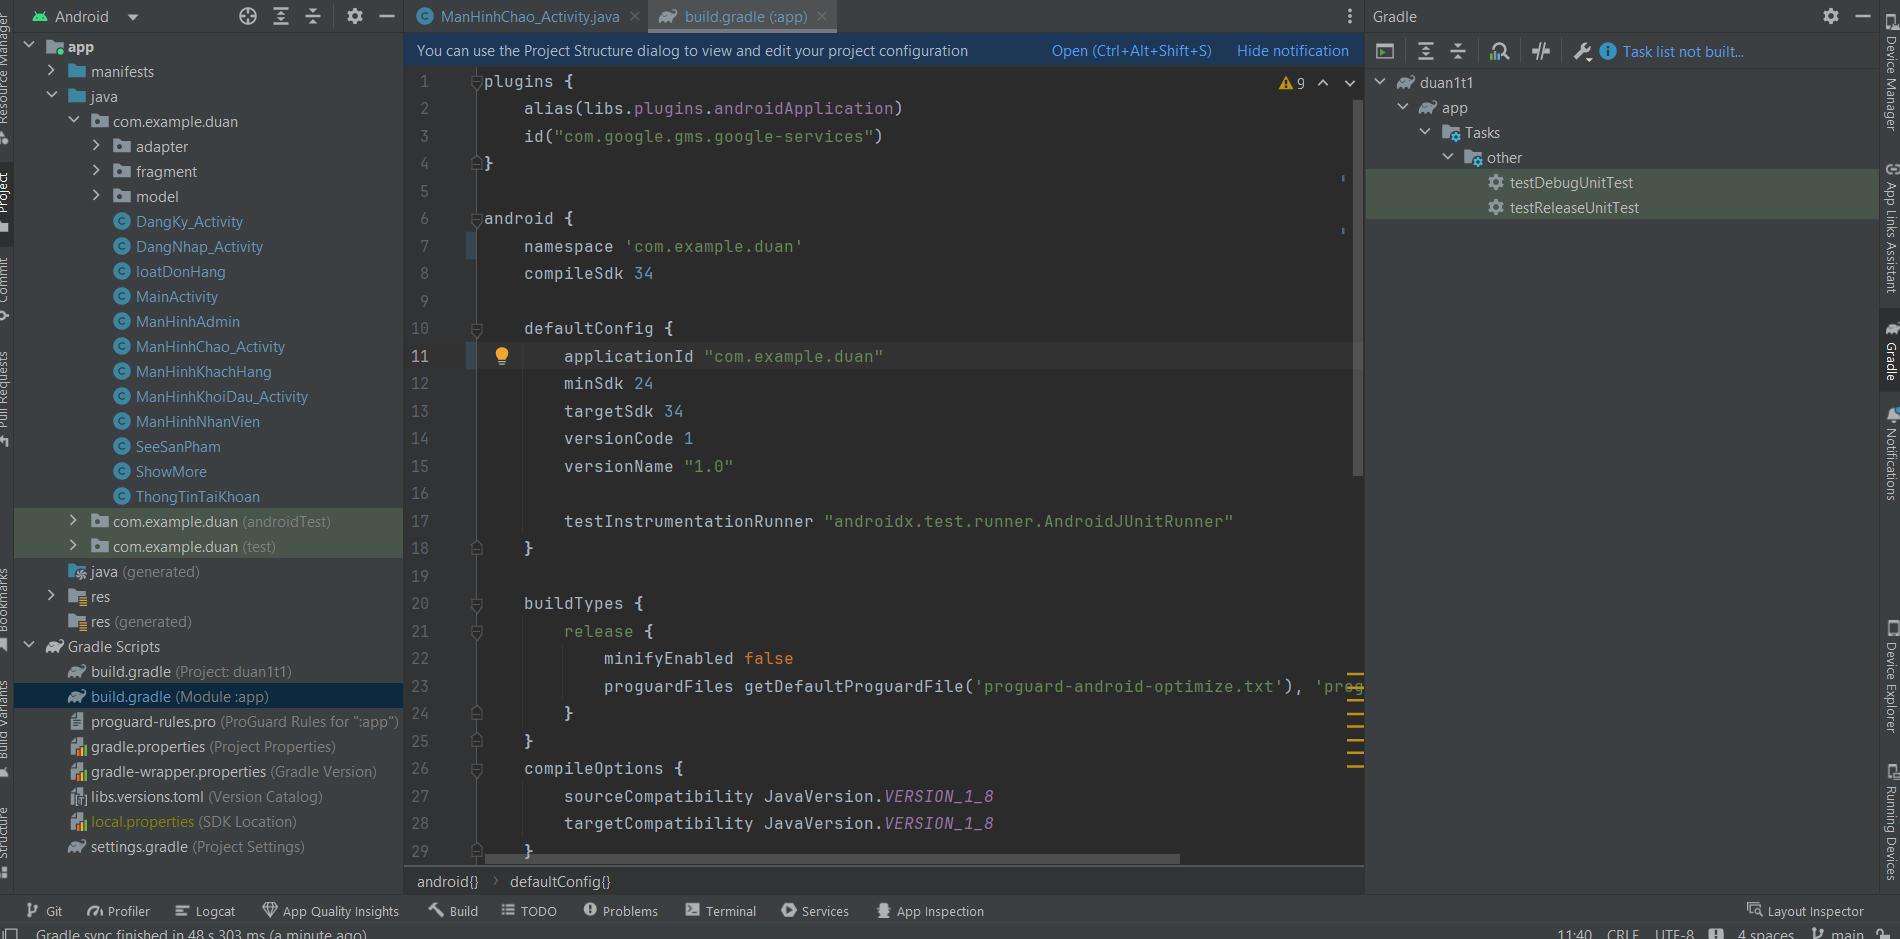 Android
ManHinhChao_Activity.java
build.gradle (:app)
Gradle
You can use the Project Structure dialog to view and edit your project configuration
Open (Ctrl+Alt+Shift+S)
Hide notification
Task list not built...
Resource Manager
Project
Commit
Pull Requests
Bookmarks
Build Variants
Structure
app
manifests
java
com.example.duan
adapter
fragment
model
DangKy_Activity
DangNhap_Activity
loatDonHang
MainActivity
ManHinhAdmin
ManHinhChao_Activity
ManHinhKhachHang
ManHinhKhoiDau_Activity
ManHinhNhanVien
SeeSanPham
ShowMore
ThongTinTaiKhoan
com.example.duan (androidTest)
com.example.duan (test)
java (generated)
res
res (generated)
Gradle Scripts
build.gradle (Project: duan1t1)
build.gradle (Module :app)
proguard-rules.pro (ProGuard Rules for ":app")
gradle.properties (Project Properties)
gradle-wrapper.properties (Gradle Version)
libs.versions.toml (Version Catalog)
local.properties (SDK Location)
settings.gradle (Project Settings)
9
1 plugins {
2 alias(libs.plugins.androidApplication)
3 id("com.google.gms.google-services")
4 }
5
6 android {
7 namespace 'com.example.duan'
8 compileSdk 34
9
10 defaultConfig {
11 applicationId "com.example.duan"
12 minSdk 24
13 targetSdk 34
14 versionCode 1
15 versionName "1.0"
16
17 testInstrumentationRunner "androidx.test.runner.AndroidJUnitRunner"
18 }
19
20 buildTypes {
21 release {
22 minifyEnabled false
23 proguardFiles getDefaultProguardFile('proguard-android-optimize.txt'), 'prog
24 }
25 }
26 compileOptions {
27 sourceCompatibility JavaVersion.VERSION_1_8
28 targetCompatibility JavaVersion.VERSION_1_8
29 }
android{} › defaultConfig{}
duan1t1
app
Tasks
other
testDebugUnitTest
testReleaseUnitTest
Device Manager
App Links Assistant
Gradle
Notifications
Device Explorer
Running Devices
Git
Profiler
Logcat
App Quality Insights
Build
TODO
Problems
Terminal
Services
App Inspection
Layout Inspector
Gradle sync finished in 48 s 303 ms (a minute ago)
11:40
CRLF
UTF-8
4 spaces
main